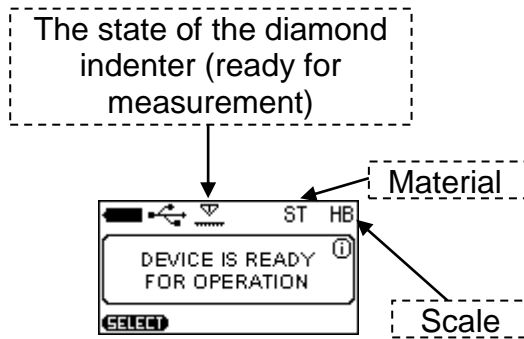 The state of the diamond
indenter (ready for
measurement)
Material
ST HB
DEVICE IS READY
FOR OPERATION
SELECT
Scale